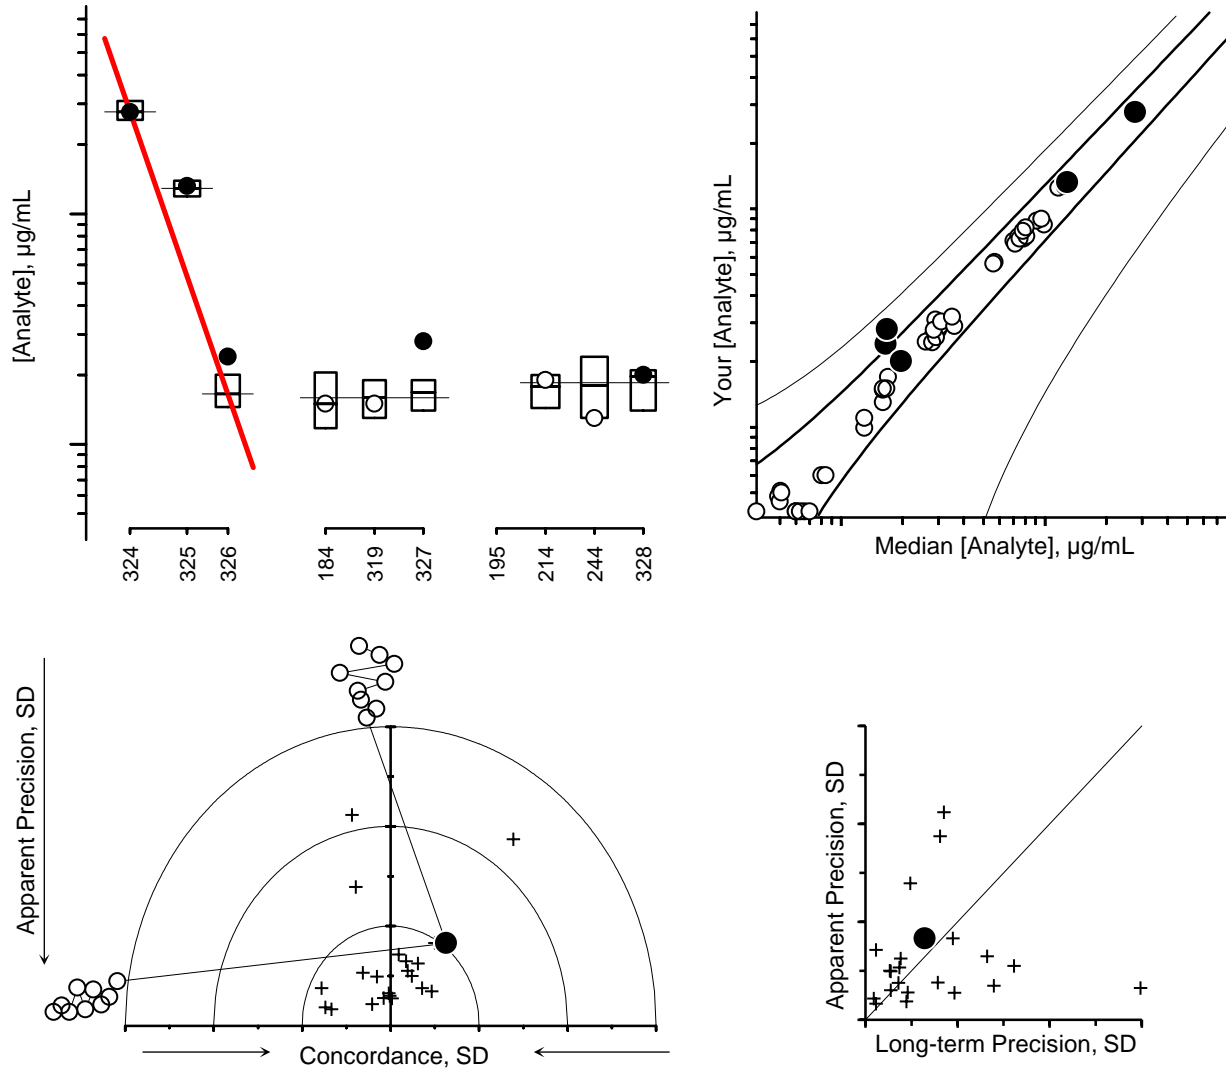 [Analyte], µg/mL
324
325
326
184
319
327
195
214
244
328
Your [Analyte], µg/mL
Median [Analyte], µg/mL
Apparent Precision, SD
Concordance, SD
Apparent Precision, SD
Long-term Precision, SD